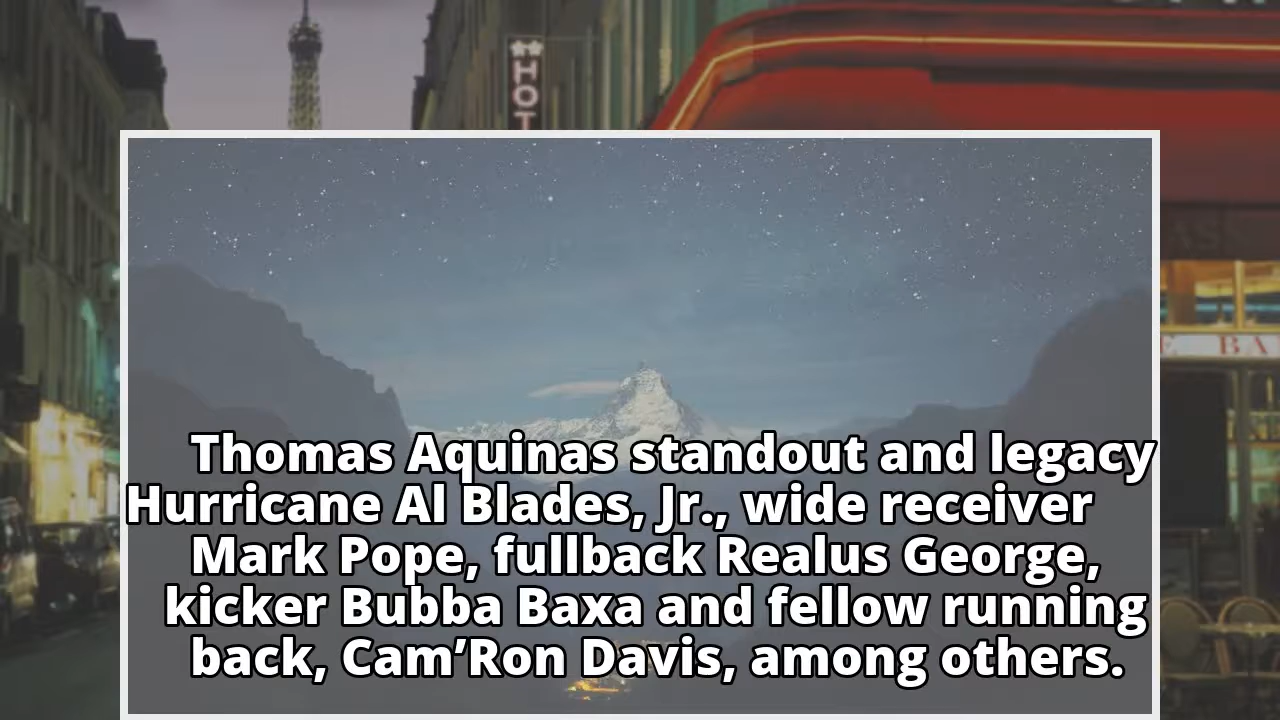 HOT
Thomas Aquinas standout and legacy
Hurricane Al Blades, Jr., wide receiver
Mark Pope, fullback Realus George,
kicker Bubba Baxa and fellow running
back, Cam’Ron Davis, among others.
BA